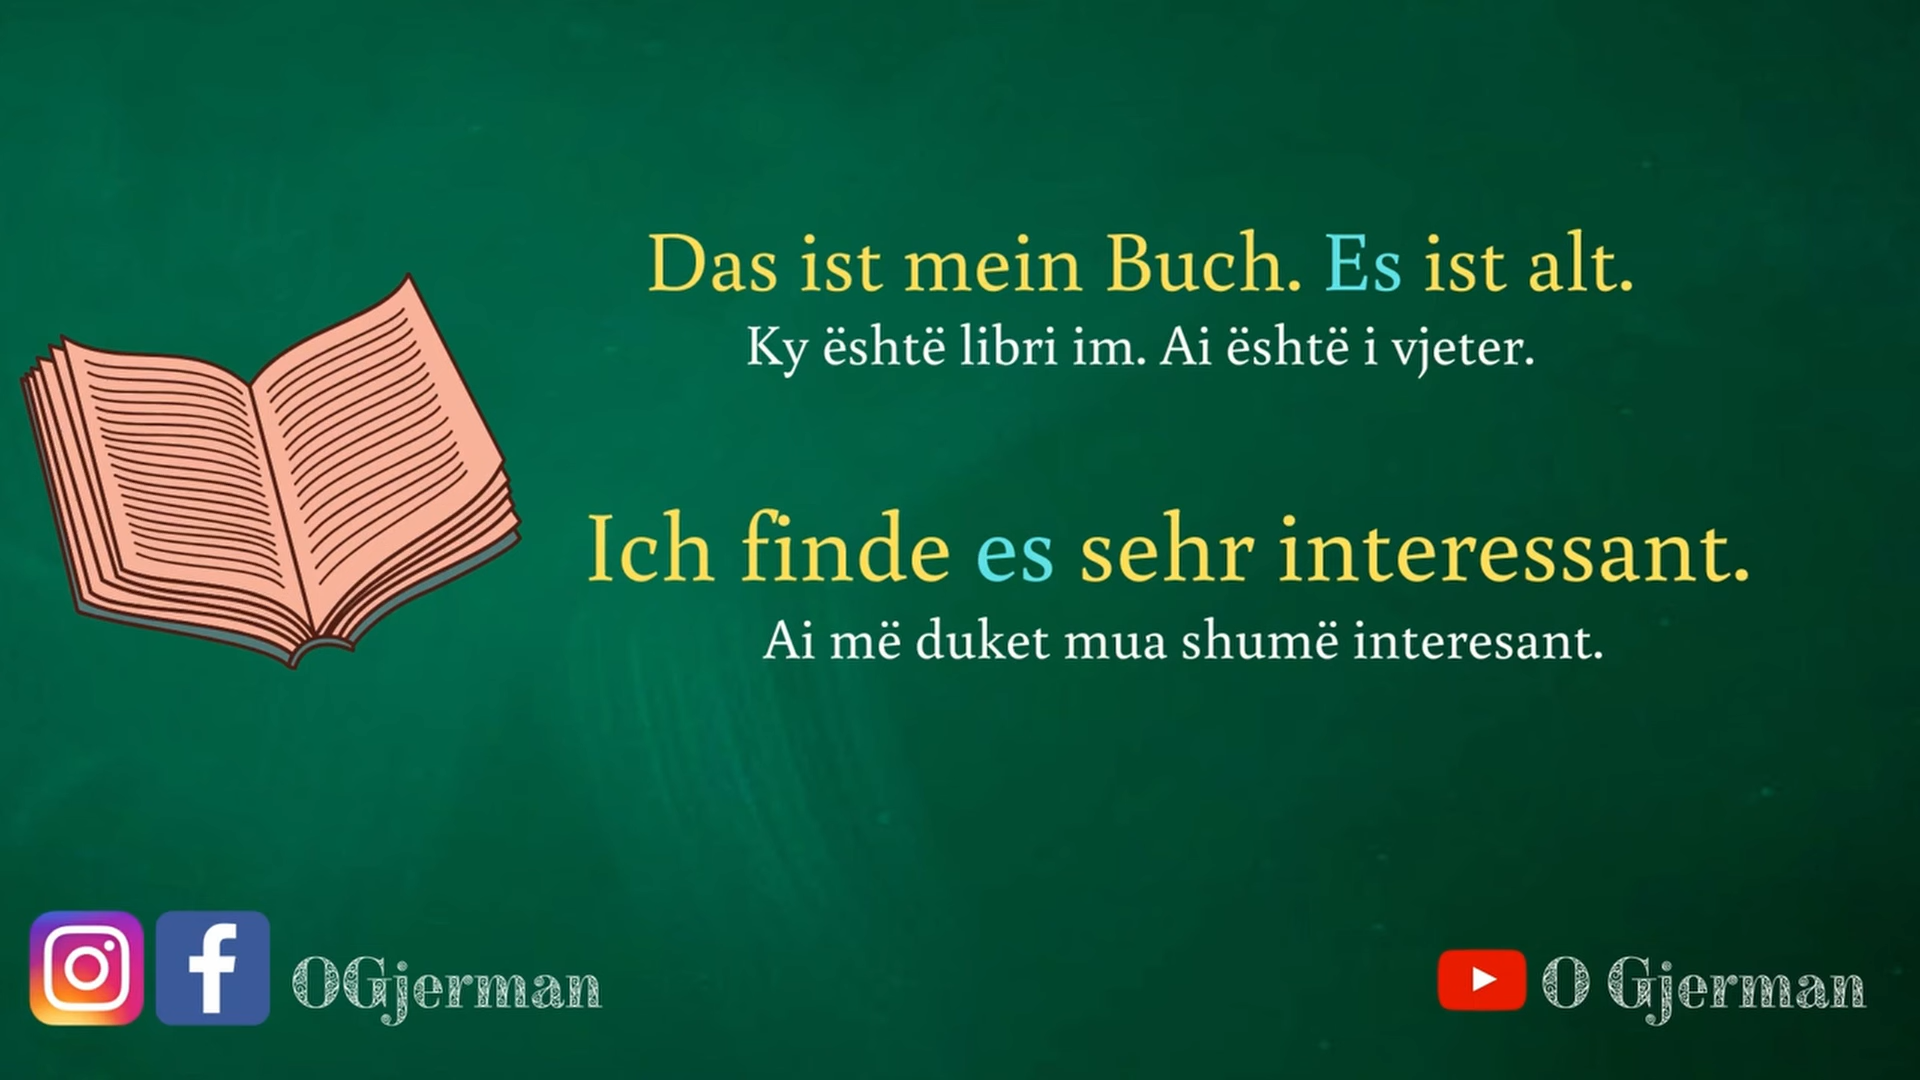 Das ist mein Buch. Es ist alt.
Ky është libri im. Ai është i vjeter.
Ich finde es sehr interessant.
Ai më duket mua shumë interesant.
OGjerman
O Gjerman